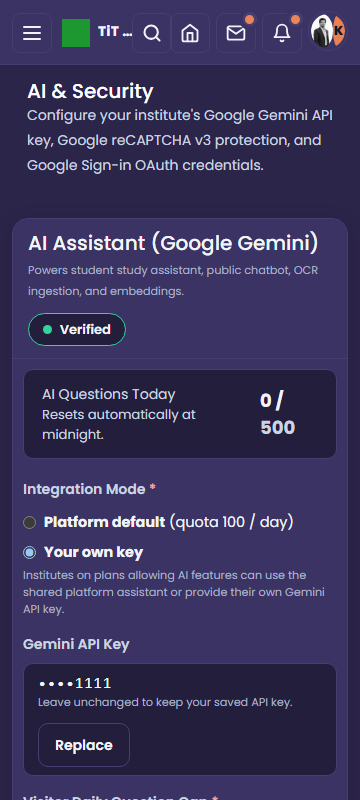 TIT ...
K
AI & Security
Configure your institute's Google Gemini API
key, Google reCAPTCHA v3 protection, and
Google Sign-in OAuth credentials.
AI Assistant (Google Gemini)
Powers student study assistant, public chatbot, OCR
ingestion, and embeddings.
Verified
AI Questions Today
Resets automatically at
midnight.
0 /
500
Integration Mode *
Platform default (quota 100 / day)
Your own key
Institutes on plans allowing AI features can use the
shared platform assistant or provide their own Gemini
API key.
Gemini API Key
••••1111
Leave unchanged to keep your saved API key.
Replace
Visitor Daily Question Cap *